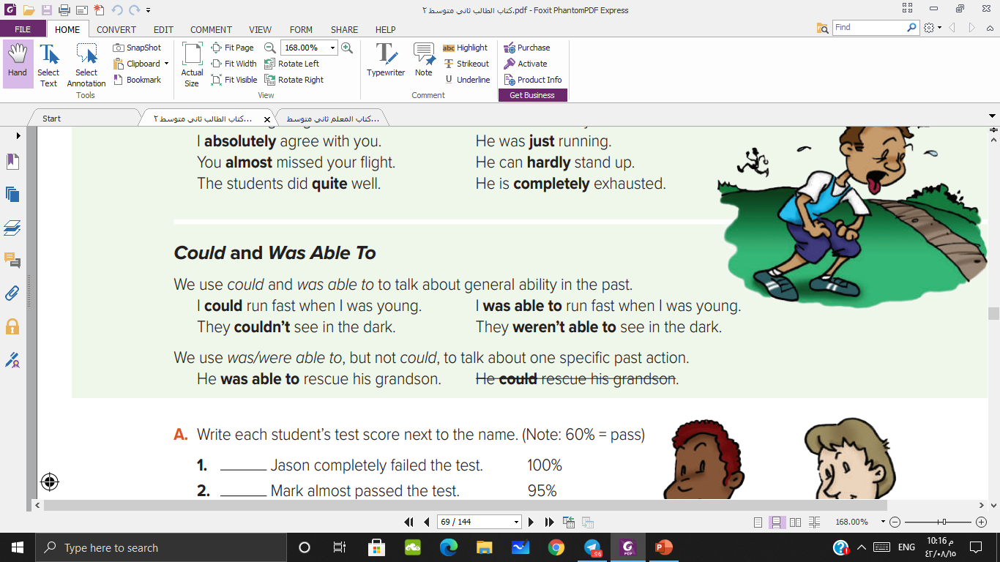 كتاب الطالب ثاني متوسط ٢.pdf - Foxit PhantomPDF Express
FILE HOME CONVERT EDIT COMMENT VIEW FORM SHARE HELP
Find
Hand
Select Text
Select Annotation
SnapShot
Clipboard
Bookmark
Tools
Actual Size
Fit Page
Fit Width
Fit Visible
168.00%
Rotate Left
Rotate Right
View
Typewriter
Note
abc Highlight
Strikeout
Underline
Comment
Purchase
Activate
Product Info
Get Business
Start
كتاب الطالب ثاني متوسط ٢...
كتاب المعلم ثاني متوسط...
I absolutely agree with you. He was just running.
You almost missed your flight. He can hardly stand up.
The students did quite well. He is completely exhausted.
Could and Was Able To
We use could and was able to to talk about general ability in the past.
I could run fast when I was young. I was able to run fast when I was young.
They couldn't see in the dark. They weren't able to see in the dark.
We use was/were able to, but not could, to talk about one specific past action.
He was able to rescue his grandson. He could rescue his grandson.
A. Write each student's test score next to the name. (Note: 60% = pass)
1. ______ Jason completely failed the test. 100%
2. ______ Mark almost passed the test. 95%
69 / 144
168.00%
Type here to search
.96
PDF
ENG
10:16 م
٤٢/٠٨/١٥